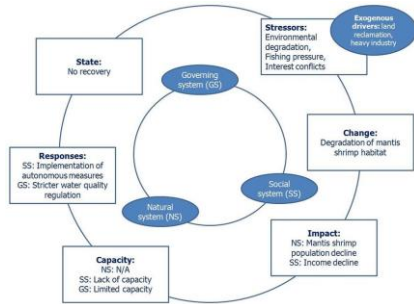 Stressors:
Environmental
degradation,
Fishing pressure,
Interest conflicts
Exogenous
drivers: land
reclamation,
heavy industry
State:
No recovery
Governing
system (GS)
Change:
Degradation of mantis
shrimp habitat
Responses:
SS: Implementation of
autonomous measures
GS: Stricter water quality
regulation
Social
system (SS)
Natural
system (NS)
Impact:
NS: Mantis shrimp
population decline
SS: Income decline
Capacity:
NS: N/A
SS: Lack of capacity
GS: Limited capacity